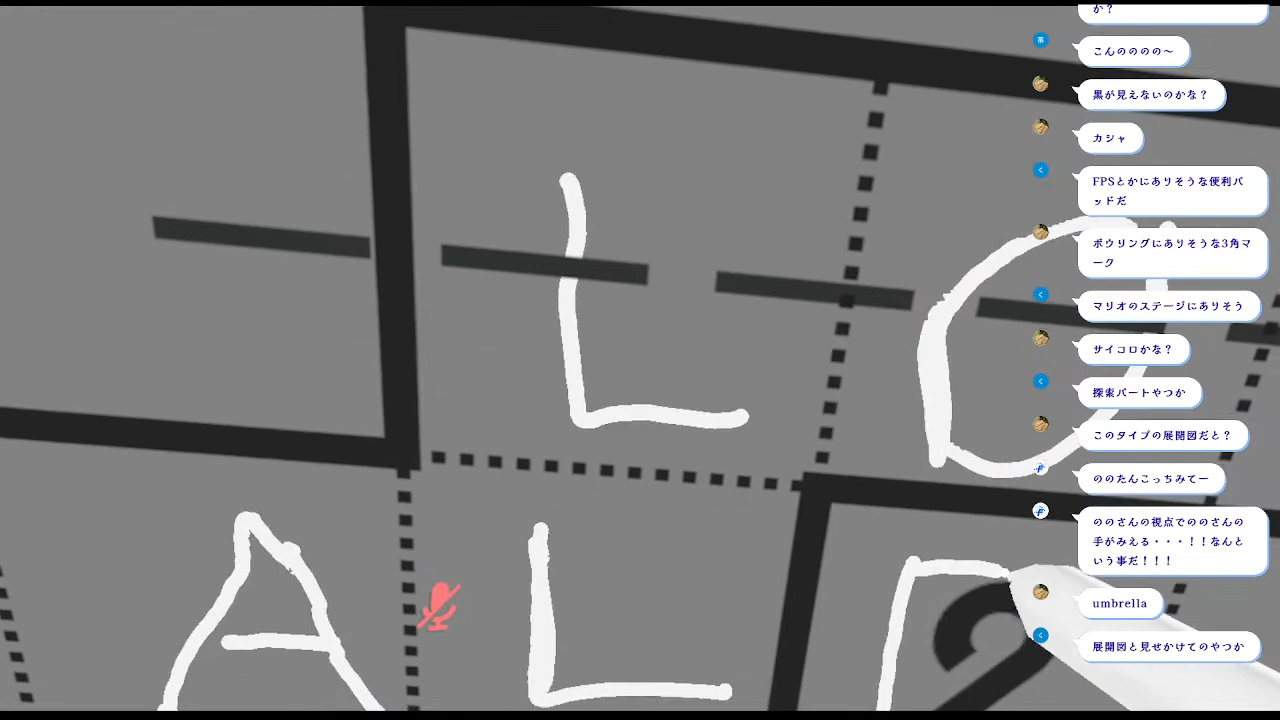 か？
茶
こんのののの～
黒が見えないのかな？
カシャ
く
FPSとかにありそうな便利パ
ッドだ
ボウリングにありそうな3角マ
ーク
く
マリオのステージにありそう
サイコロかな？
く
探索パートやつか
このタイプの展開図だと？
ののたんこっちみてー
ののさんの視点でののさんの
手がみえる・・・！！なんと
いう事だ！！！
umbrella
く
展開図と見せかけてのやつか
L
A L
2